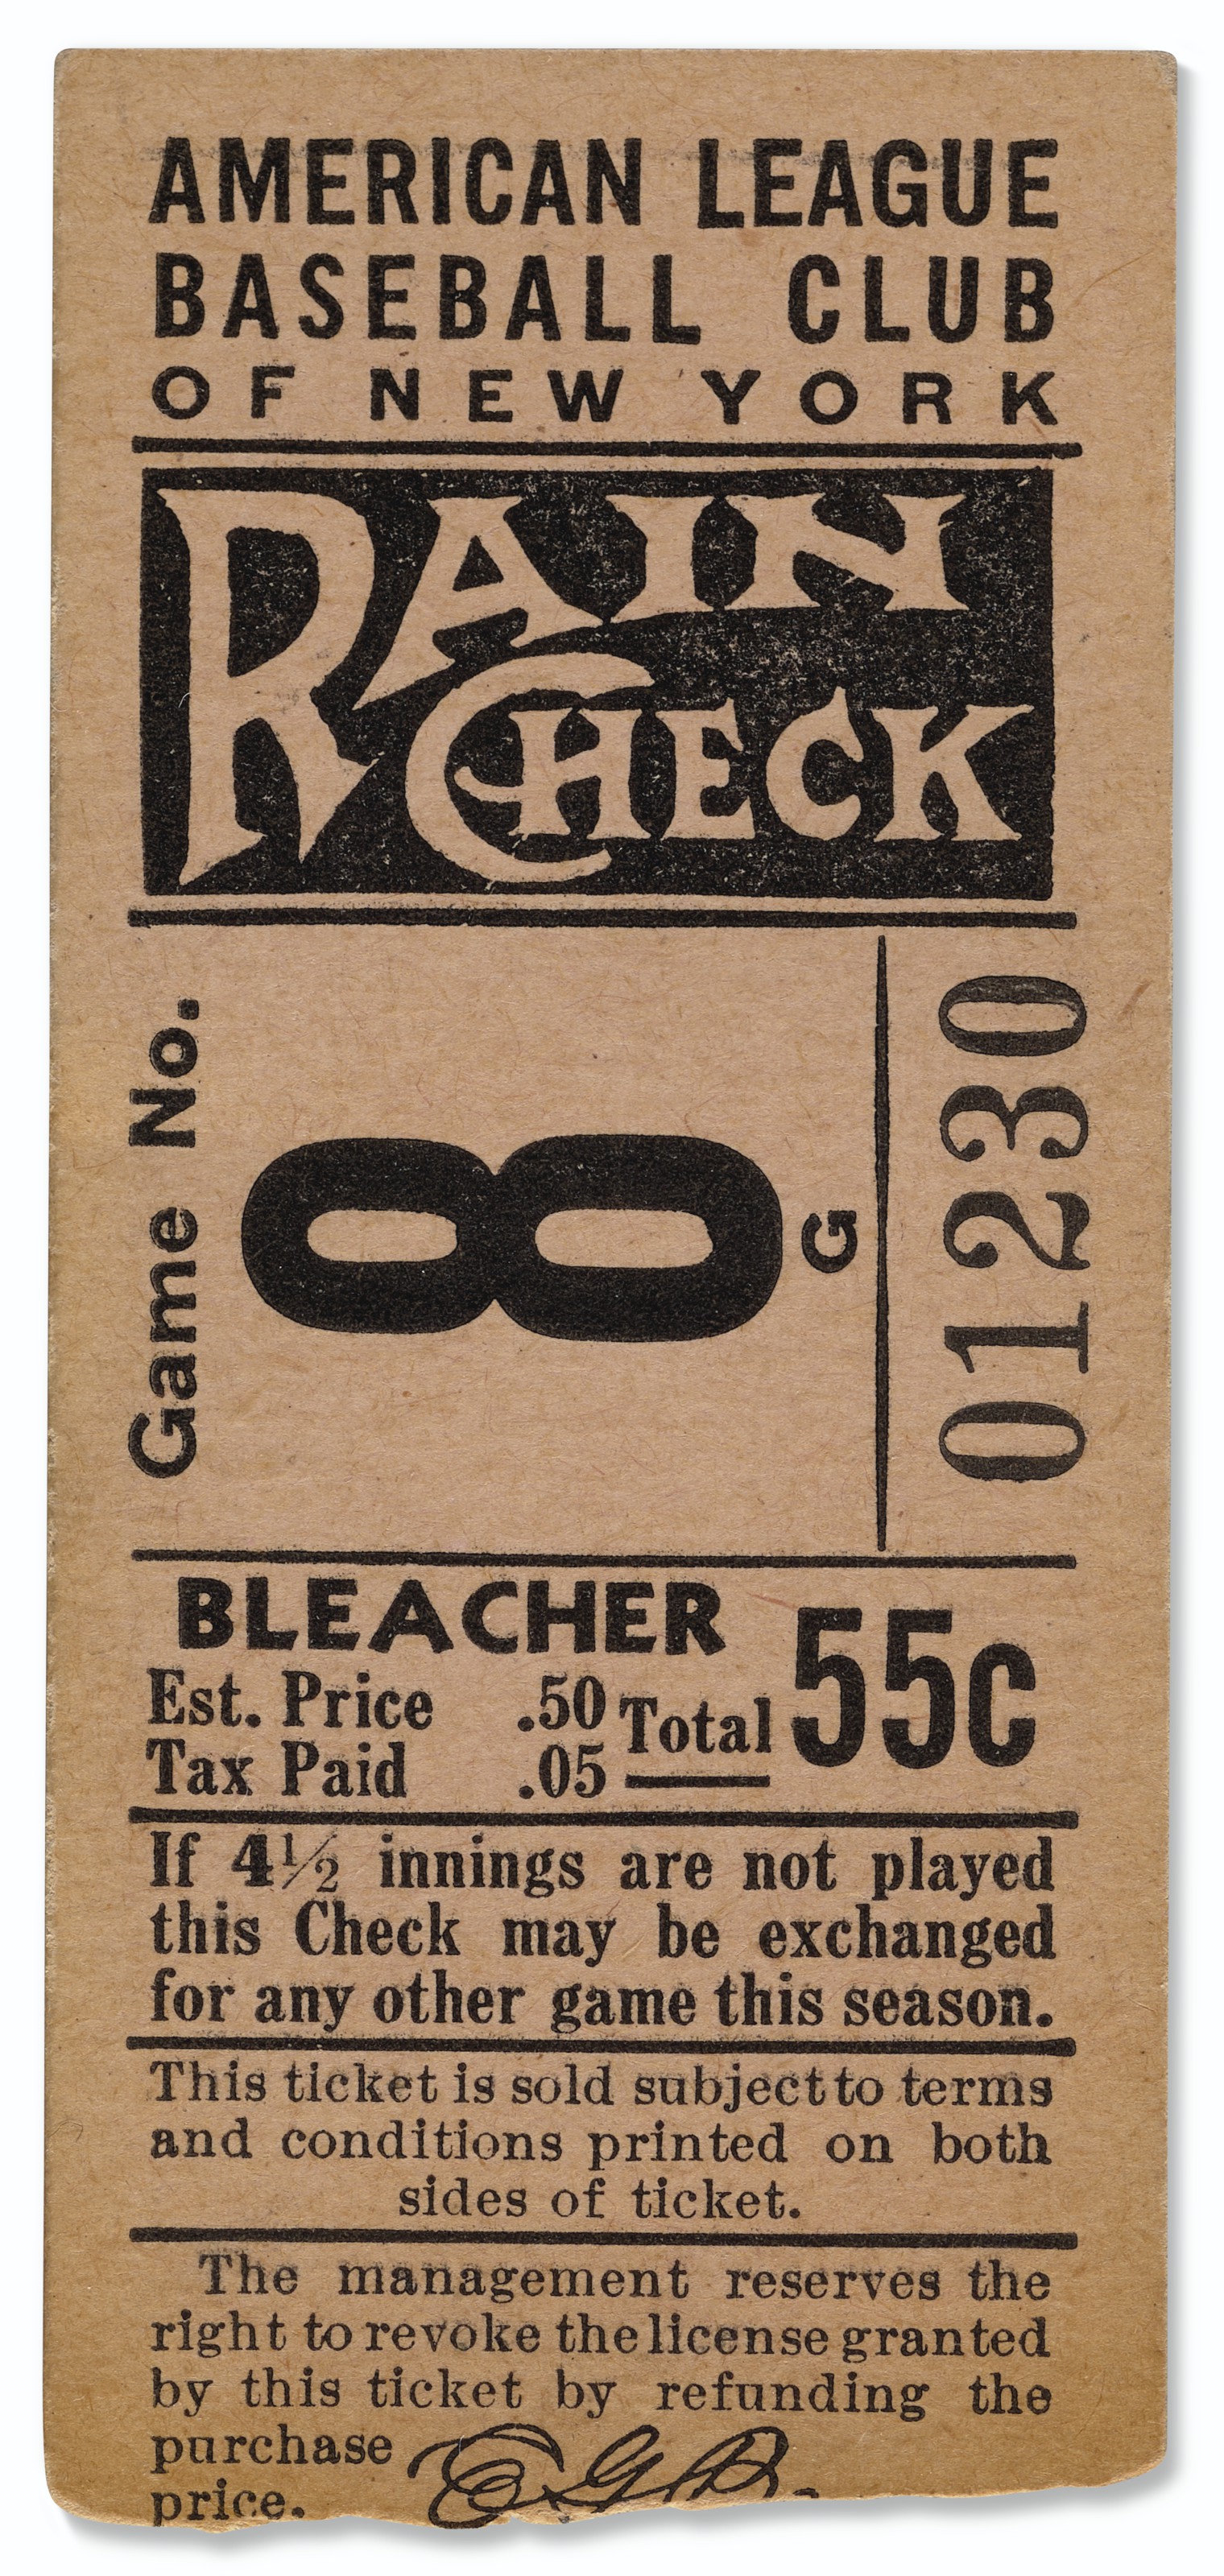 AMERICAN LEAGUE
BASEBALL CLUB
OF NEW YORK
RAIN
CHECK
Game No.
8
G
01230
BLEACHER
55c
Est. Price .50
Total
Tax Paid .05
If 4½ innings are not played
this Check may be exchanged
for any other game this season.
This ticket is sold subject to terms
and conditions printed on both
sides of ticket.
The management reserves the
right to revoke the license granted
by this ticket by refunding the
purchase
price.